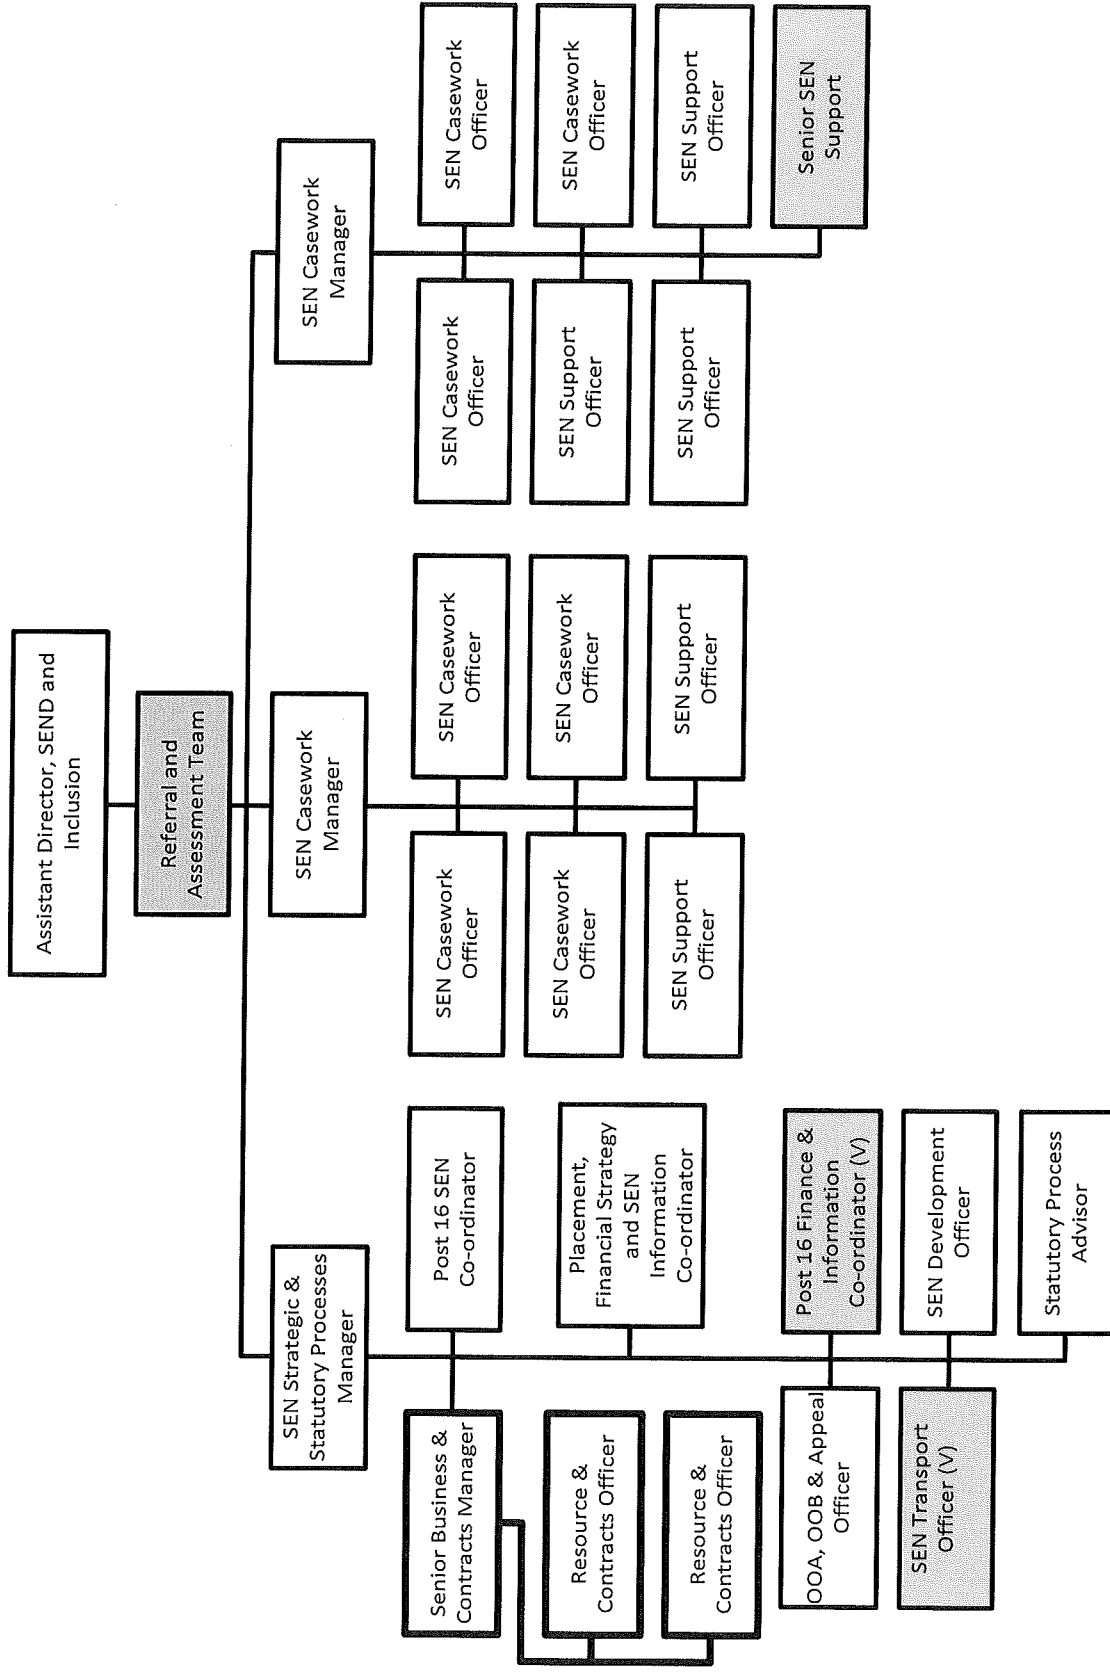 Assistant Director, SEND and
Inclusion
Referral and
Assessment Team
SEN Strategic &
Statutory Processes
Manager
SEN Casework
Manager
SEN Casework
Manager
Senior Business &
Contracts Manager
Post 16 SEN
Co-ordinator
Resource &
Contracts Officer
Placement,
Financial Strategy
and SEN
Information
Co-ordinator
Resource &
Contracts Officer
OOA, OOB & Appeal
Officer
Post 16 Finance &
Information
Co-ordinator (V)
SEN Transport
Officer (V)
SEN Development
Officer
Statutory Process
Advisor
SEN Casework
Officer
SEN Casework
Officer
SEN Casework
Officer
SEN Casework
Officer
SEN Support
Officer
SEN Support
Officer
SEN Casework
Officer
SEN Casework
Officer
SEN Support
Officer
SEN Casework
Officer
SEN Support
Officer
SEN Support
Officer
Senior SEN
Support